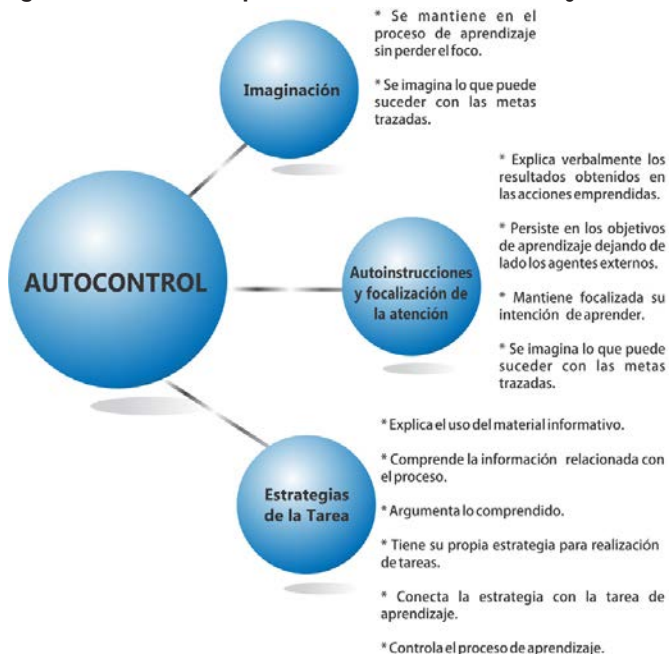 Imaginación
* Se mantiene en el
proceso de aprendizaje
sin perder el foco.
* Se imagina lo que puede
suceder con las metas
trazadas.
AUTOCONTROL
Autoinstrucciones
y focalización de
la atención
* Explica verbalmente los
resultados obtenidos en
las acciones emprendidas.
* Persiste en los objetivos
de aprendizaje dejando de
lado los agentes externos.
* Mantiene focalizada su
intención de aprender.
* Se imagina lo que puede
suceder con las metas
trazadas.
Estrategias
de la Tarea
* Explica el uso del material informativo.
* Comprende la información relacionada con
el proceso.
* Argumenta lo comprendido.
* Tiene su propia estrategia para realización
de tareas.
* Conecta la estrategia con la tarea de
aprendizaje.
* Controla el proceso de aprendizaje.